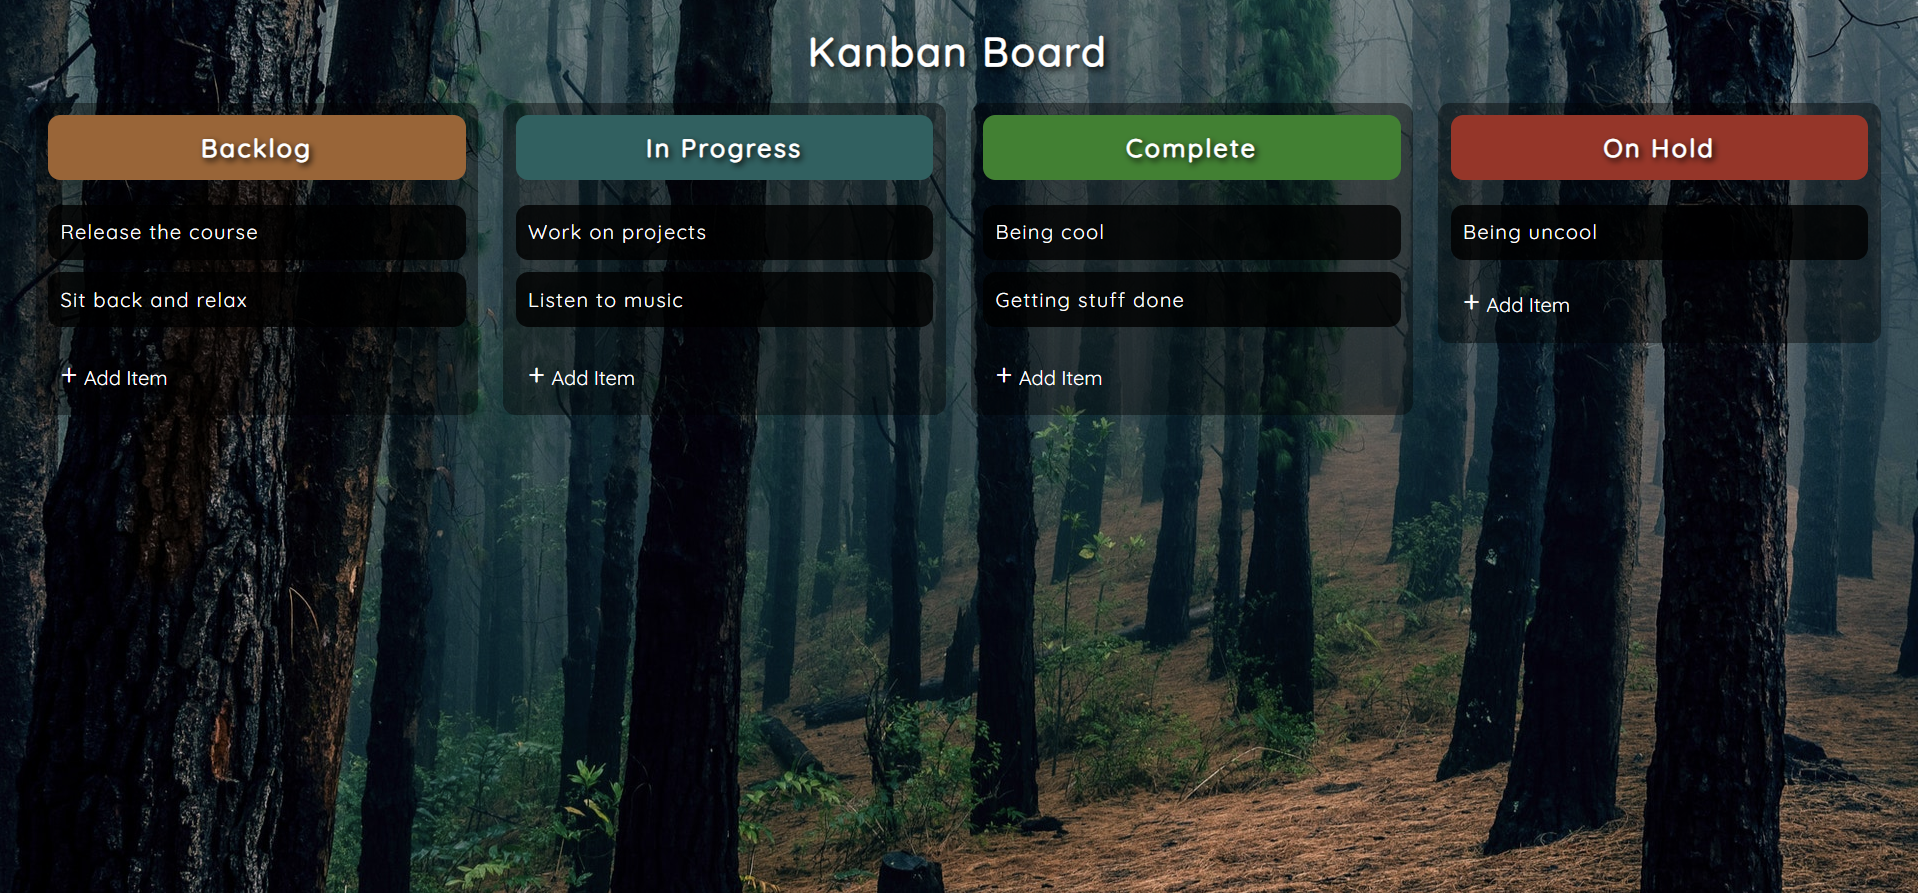 Kanban Board
Backlog
Release the course
Sit back and relax
+ Add Item
In Progress
Work on projects
Listen to music
+ Add Item
Complete
Being cool
Getting stuff done
+ Add Item
On Hold
Being uncool
+ Add Item